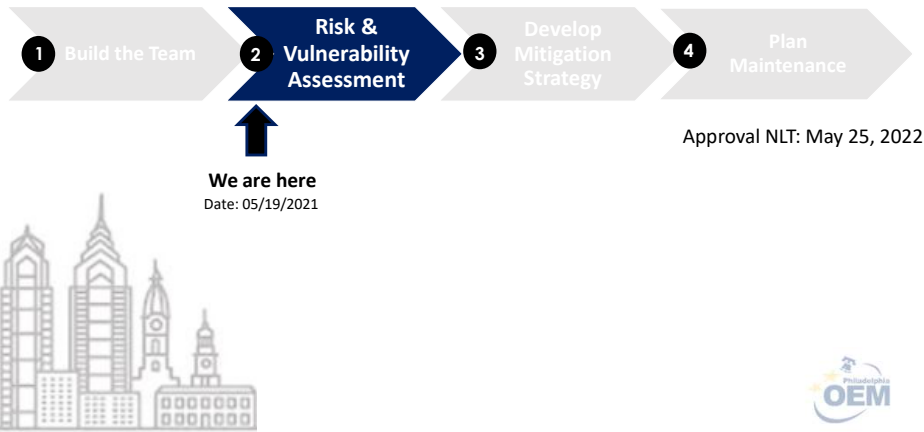 1
Build the Team
2
Risk &
Vulnerability
Assessment
3
Develop
Mitigation
Strategy
4
Plan
Maintenance
We are here
Date: 05/19/2021
Approval NLT: May 25, 2022
Philadelphia
OEM